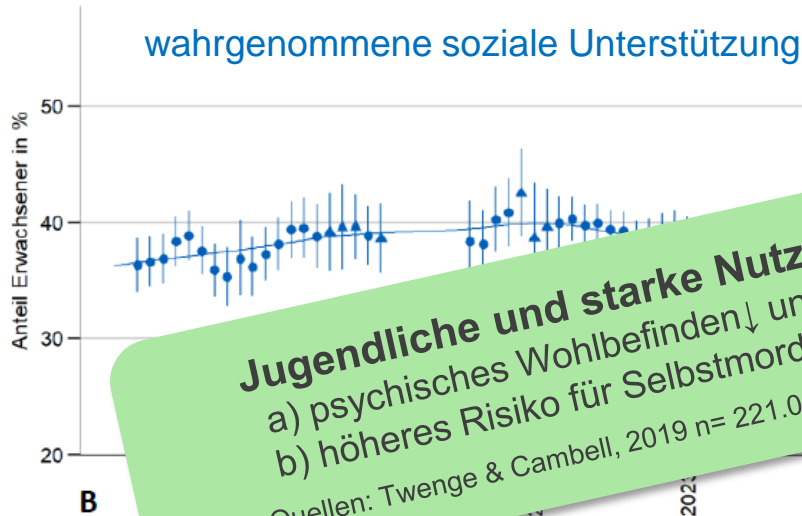 wahrgenommene soziale Unterstützung
Anteil Erwachsener in %
50
40
30
20
Jugendliche und starke Nutz
a) psychisches Wohlbefinden↓ un
b) höheres Risiko für Selbstmord
Quellen: Twenge & Cambell, 2019 n= 221.0
B